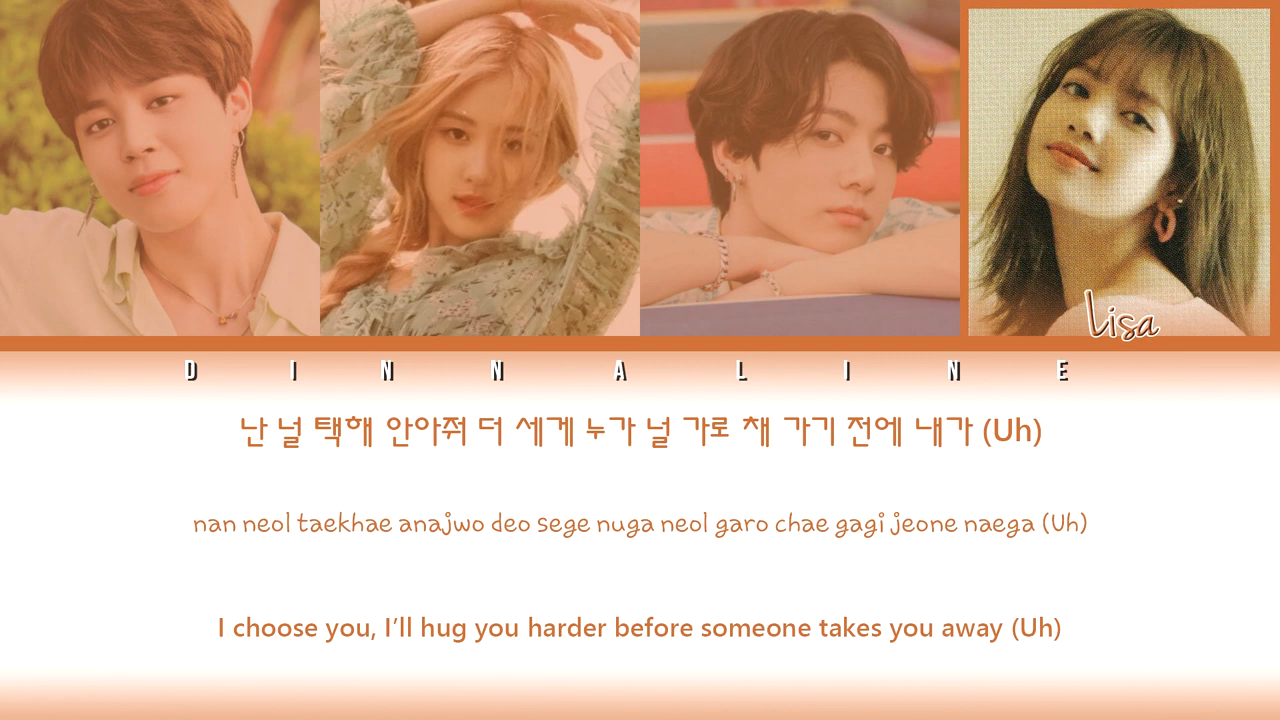 Lisa
D I N N A L I N E
난 널 택해 안아줘 더 세게 누가 널 가로 채 가기 전에 내가 (Uh)
nan neol taekhae anajwo deo sege nuga neol garo chae gagi jeone naega (Uh)
I choose you, I’ll hug you harder before someone takes you away (Uh)